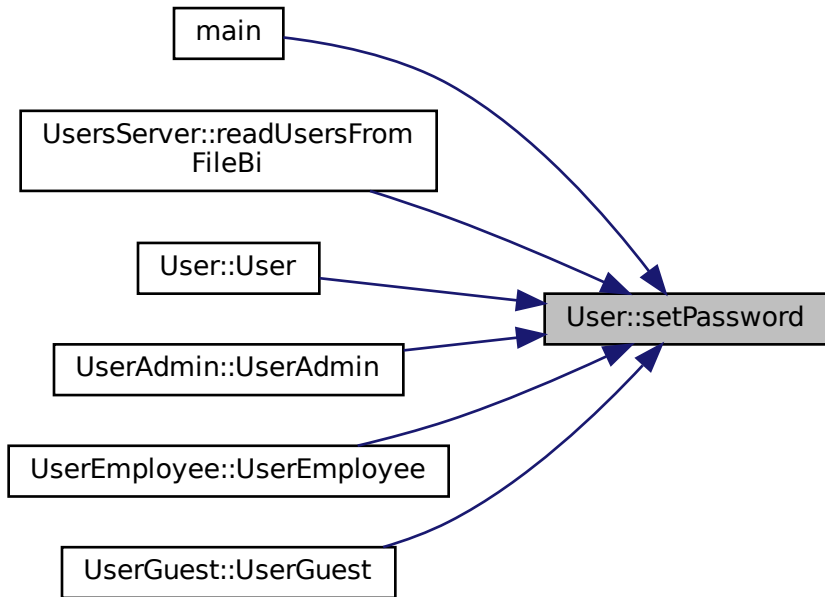 main
UsersServer::readUsersFrom
FileBi
User::User
User::setPassword
UserAdmin::UserAdmin
UserEmployee::UserEmployee
UserGuest::UserGuest